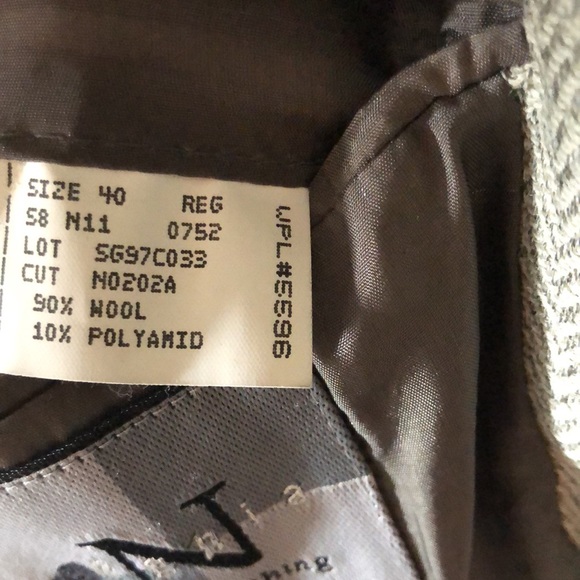 SIZE 40 REG
S8 N11 0752
LOT SG97C033
CUT N0202A
90% WOOL
10% POLYAMID
WPL#5596
N